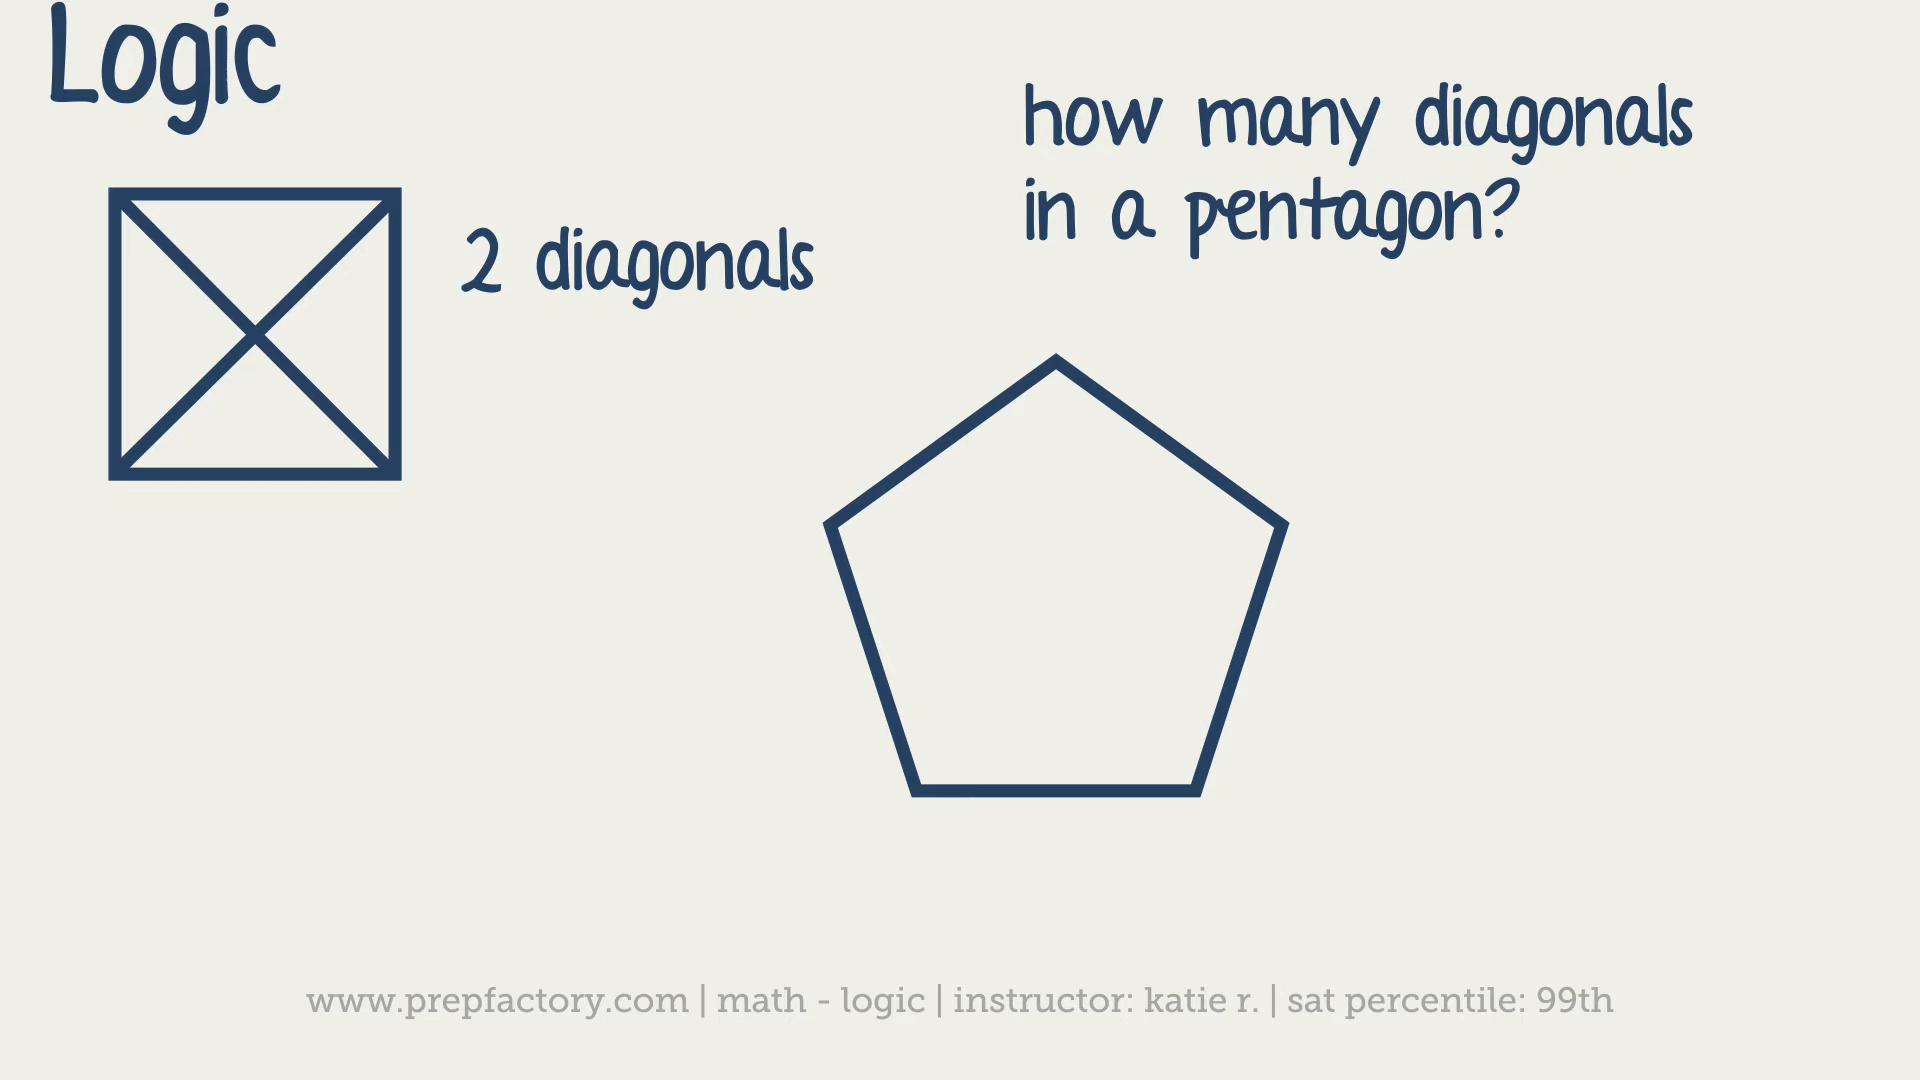 Logic
how many diagonals
in a pentagon?
2 diagonals
www.prepfactory.com | math - logic | instructor: katie r. | sat percentile: 99th